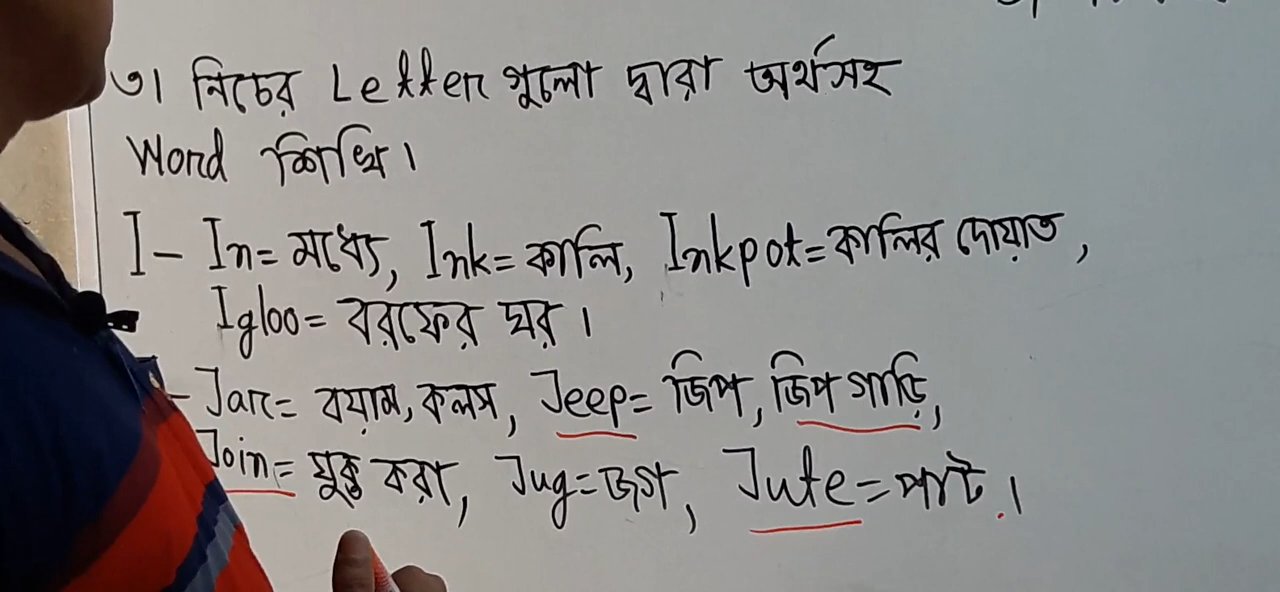 ৩। নিচের Letter গুলো দ্বারা অর্থসহ
Word শিখি।
I - In= মধ্যে, Ink= কালি, Inkpot= কালির দোয়াত,
Igloo= বরফের ঘর।
- Jar= বয়াম, কলস, Jeep= জিপ, জিপ গাড়ি,
Join= যুক্ত করা, Jug= জগ, Jute= পাট।